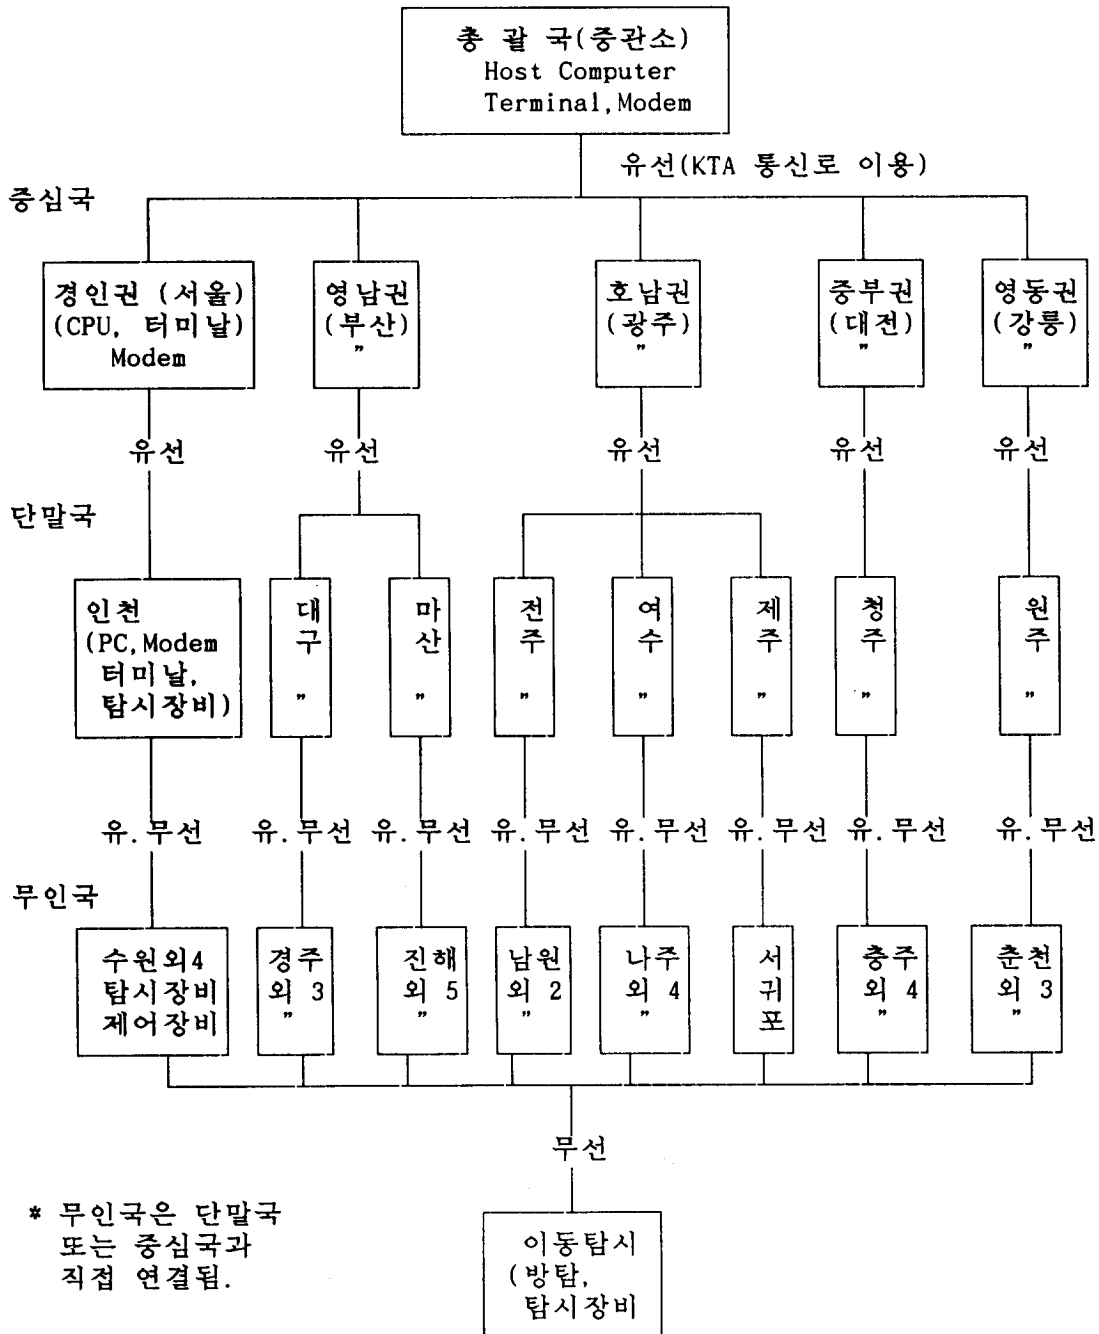 총 괄 국(중관소)
Host Computer
Terminal,Modem
유선(KTA 통신로 이용)
중심국
경인권 (서울)
(CPU, 터미날)
Modem
영남권
(부산)
"
호남권
(광주)
"
중부권
(대전)
"
영동권
(강릉)
"
유선
유선
유선
유선
유선
단말국
인천
(PC,Modem
터미날,
탐시장비)
대
구
"
마
산
"
전
주
"
여
수
"
제
주
"
청
주
"
원
주
"
유.무선
유.무선
유.무선
유.무선
유.무선
유.무선
유.무선
유.무선
무인국
수원외4
탐시장비
제어장비
경주
외 3
"
진해
외 5
"
남원
외 2
"
나주
외 4
"
서
귀
포
충주
외 4
"
춘천
외 3
"
무선
* 무인국은 단말국
또는 중심국과
직접 연결됨.
이동탐시
(방탐,
탐시장비